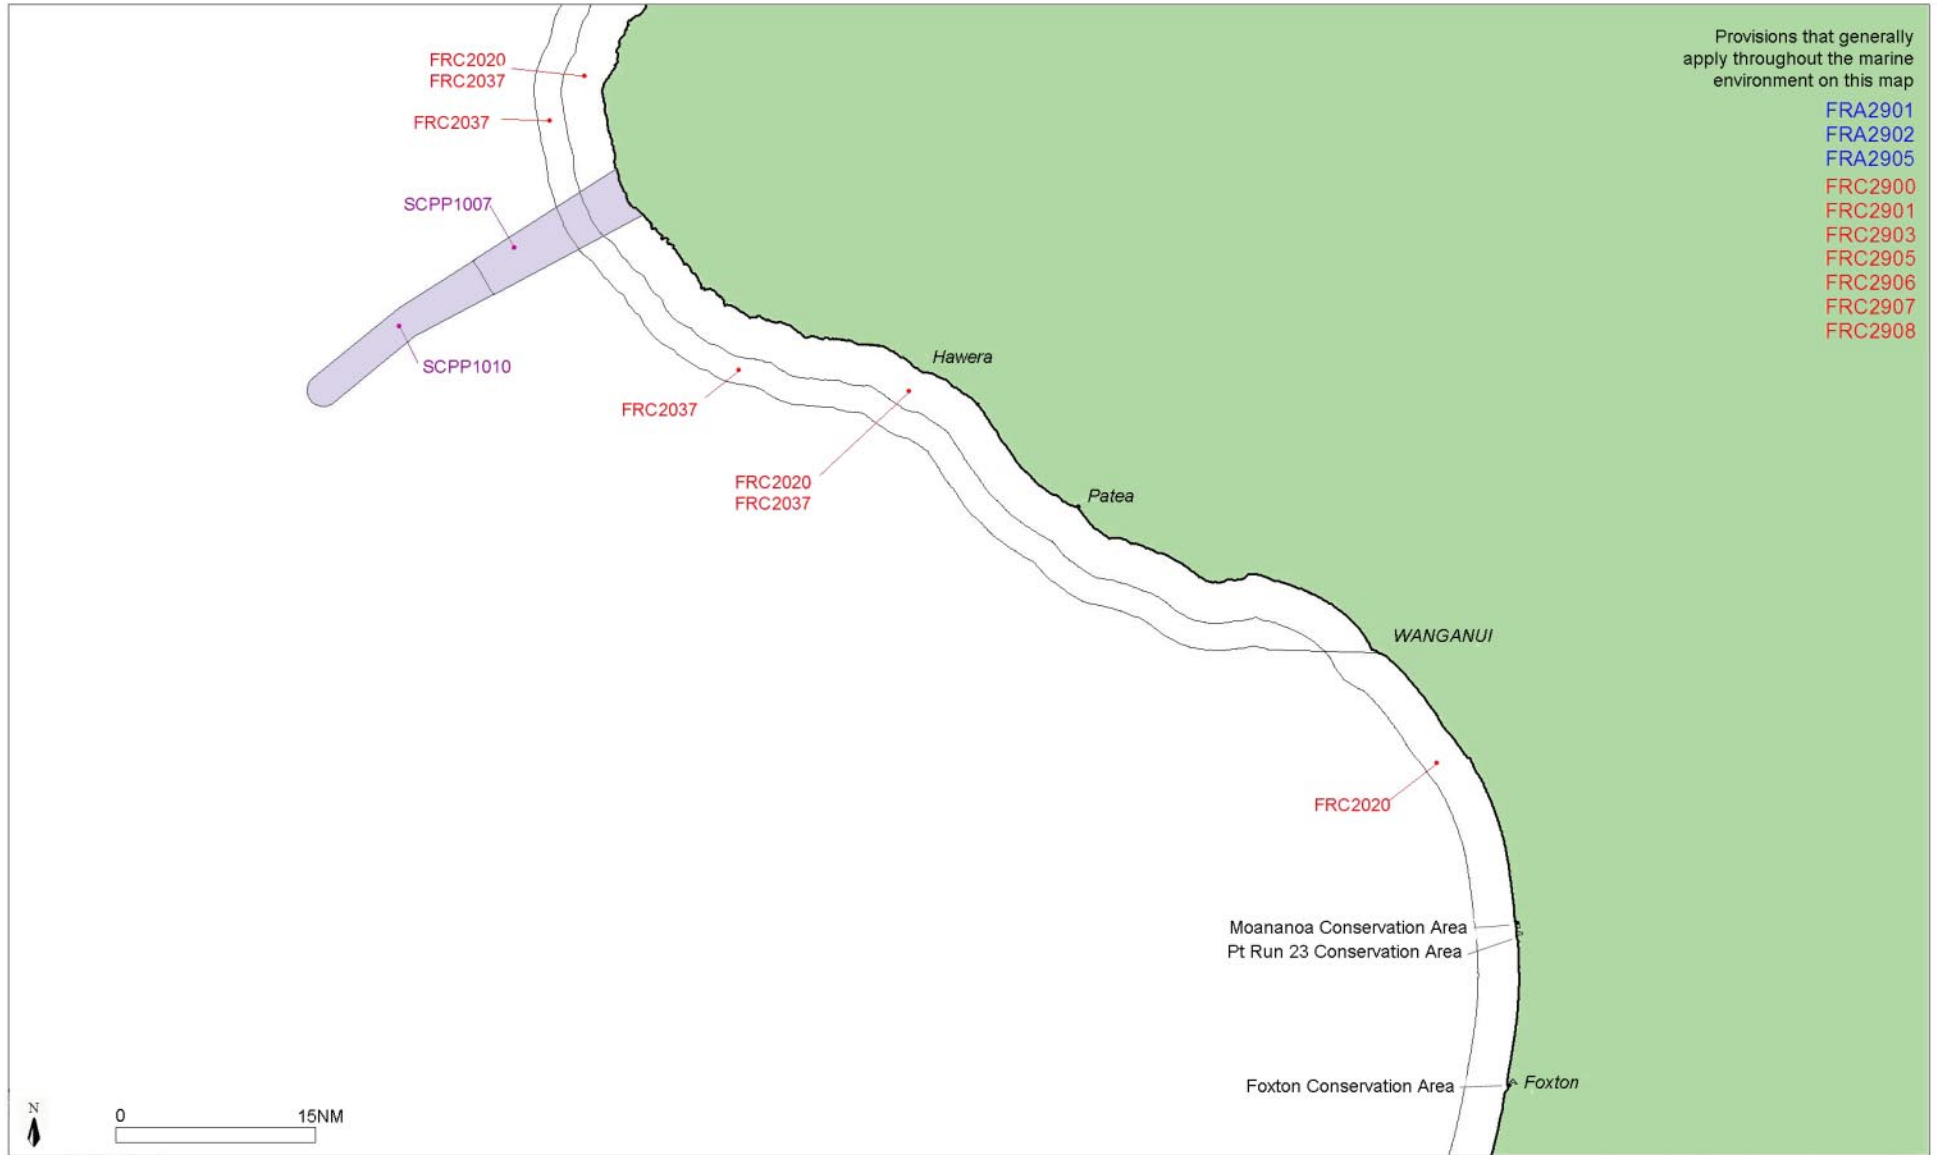 FRC2020
FRC2037
FRC2037
SCPP1007
SCPP1010
FRC2037
FRC2020
FRC2037
Hawera
Patea
WANGANUI
FRC2020
Moananoa Conservation Area
Pt Run 23 Conservation Area
Foxton Conservation Area
Foxton
Provisions that generally
apply throughout the marine
environment on this map
FRA2901
FRA2902
FRA2905
FRC2900
FRC2901
FRC2903
FRC2905
FRC2906
FRC2907
FRC2908
N
0 15NM